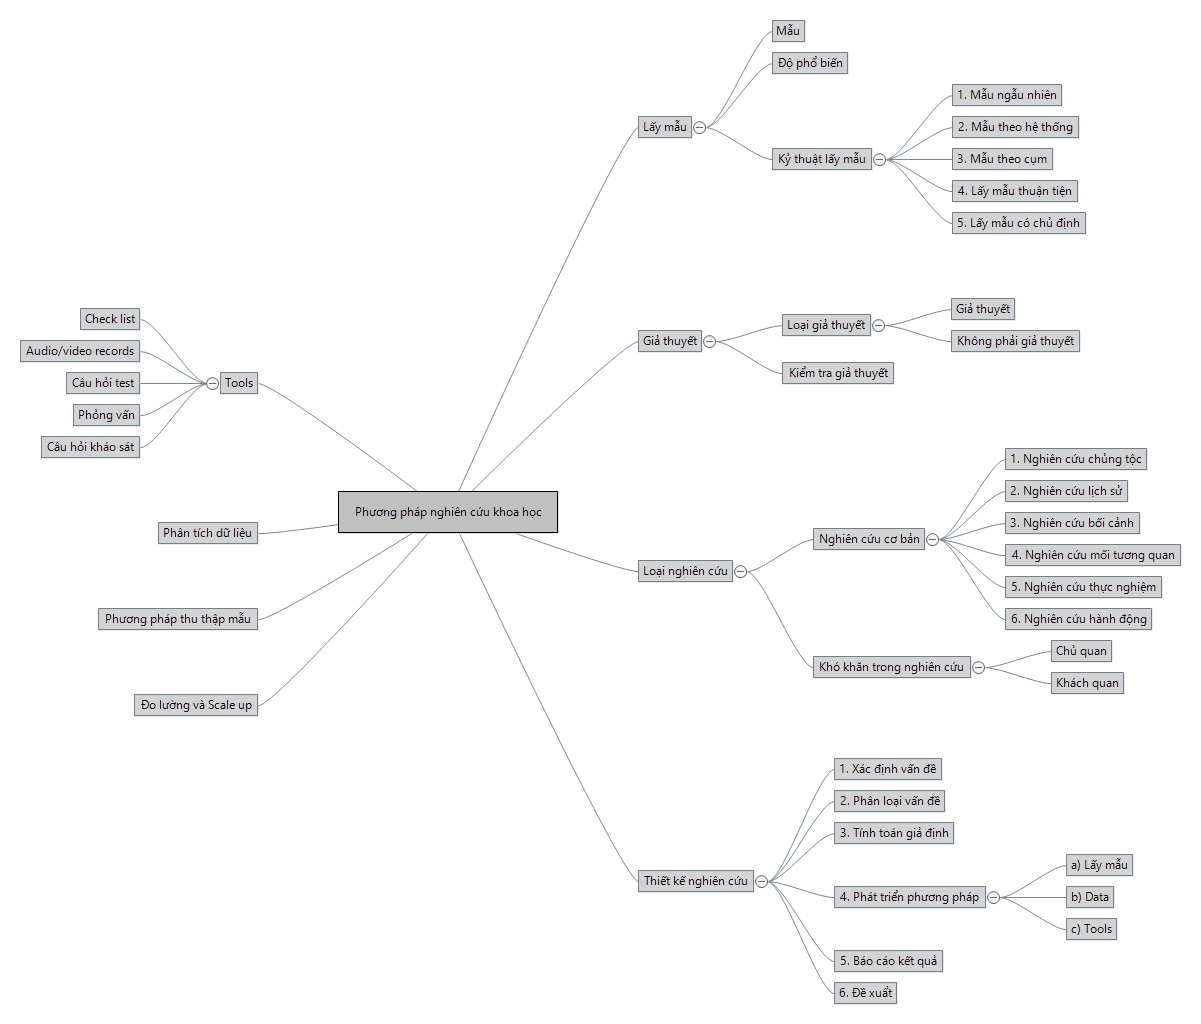 Phương pháp nghiên cứu khoa học
Lấy mẫu
Mẫu
Độ phổ biến
Kỷ thuật lấy mẫu
1. Mẫu ngẫu nhiên
2. Mẫu theo hệ thống
3. Mẫu theo cụm
4. Lấy mẫu thuận tiện
5. Lấy mẫu có chủ định
Giả thuyết
Loại giả thuyết
Giả thuyết
Không phải giả thuyết
Kiểm tra giả thuyết
Loại nghiên cứu
Nghiên cứu cơ bản
1. Nghiên cứu chủng tộc
2. Nghiên cứu lịch sử
3. Nghiên cứu bối cảnh
4. Nghiên cứu mối tương quan
5. Nghiên cứu thực nghiệm
6. Nghiên cứu hành động
Khó khăn trong nghiên cứu
Chủ quan
Khách quan
Thiết kế nghiên cứu
1. Xác định vấn đề
2. Phân loại vấn đề
3. Tính toán giả định
4. Phát triển phương pháp
a) Lấy mẫu
b) Data
c) Tools
5. Báo cáo kết quả
6. Đề xuất
Tools
Check list
Audio/video records
Câu hỏi test
Phỏng vấn
Câu hỏi kháo sát
Phân tích dữ liệu
Phương pháp thu thập mẫu
Đo lường và Scale up